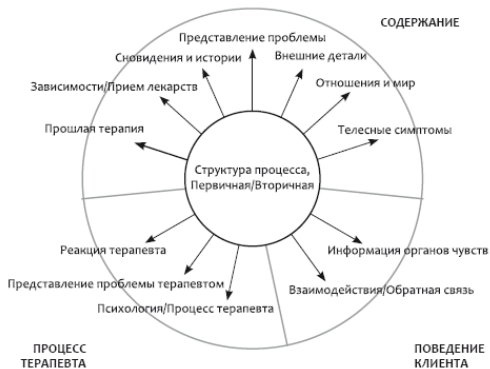 СОДЕРЖАНИЕ
Представление проблемы
Сновидения и истории
Внешние детали
Зависимости/Прием лекарств
Отношения и мир
Прошлая терапия
Телесные симптомы
Структура процесса,
Первичная/Вторичная
Реакция терапевта
Информация органов чувств
Представление проблемы терапевтом
Взаимодействия/Обратная связь
Психология/Процесс терапевта
ПРОЦЕСС
ТЕРАПЕВТА
ПОВЕДЕНИЕ
КЛИЕНТА